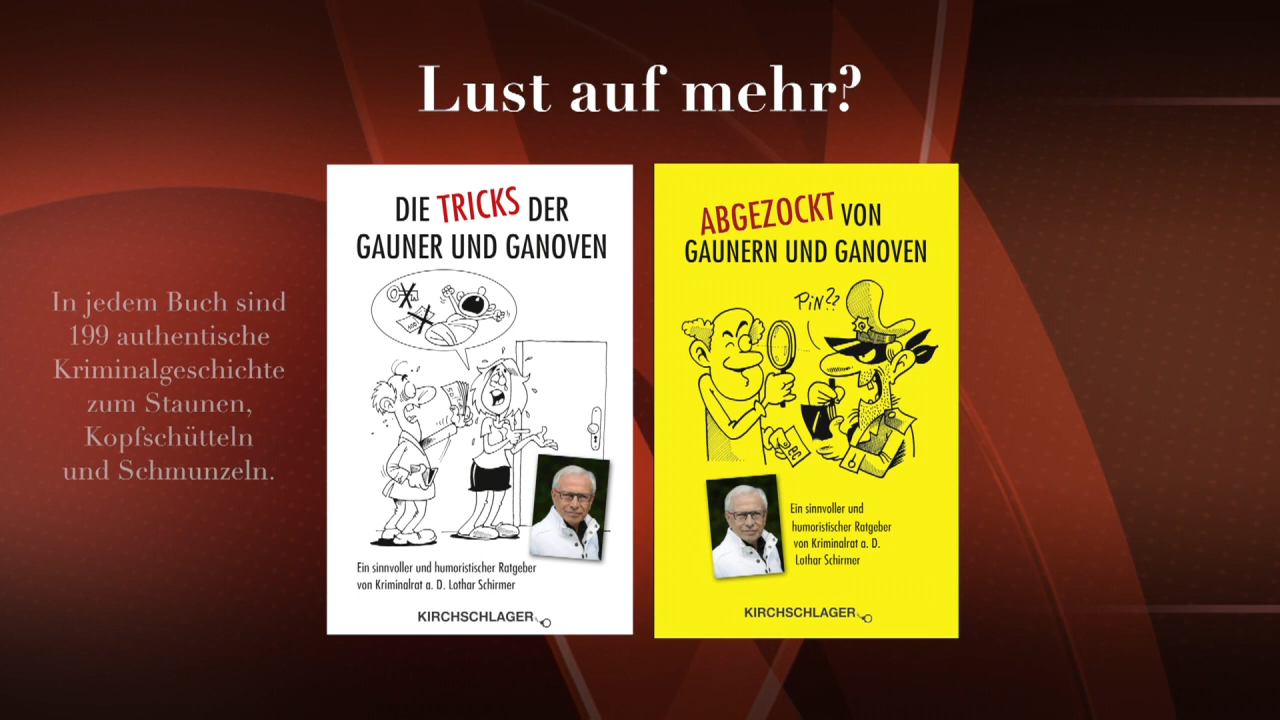 Lust auf mehr?
In jedem Buch sind
199 authentische
Kriminalgeschichte
zum Staunen,
Kopfschütteln
und Schmunzeln.
DIE TRICKS DER
GAUNER UND GANOVEN
100
Ein sinnvoller und humoristischer Ratgeber
von Kriminalrat a. D. Lothar Schirmer
KIRCHSCHLAGER
ABGEZOCKT VON
GAUNERN UND GANOVEN
PiN??
Ein sinnvoller und
humoristischer Ratgeber
von Kriminalrat a. D.
Lothar Schirmer
KIRCHSCHLAGER